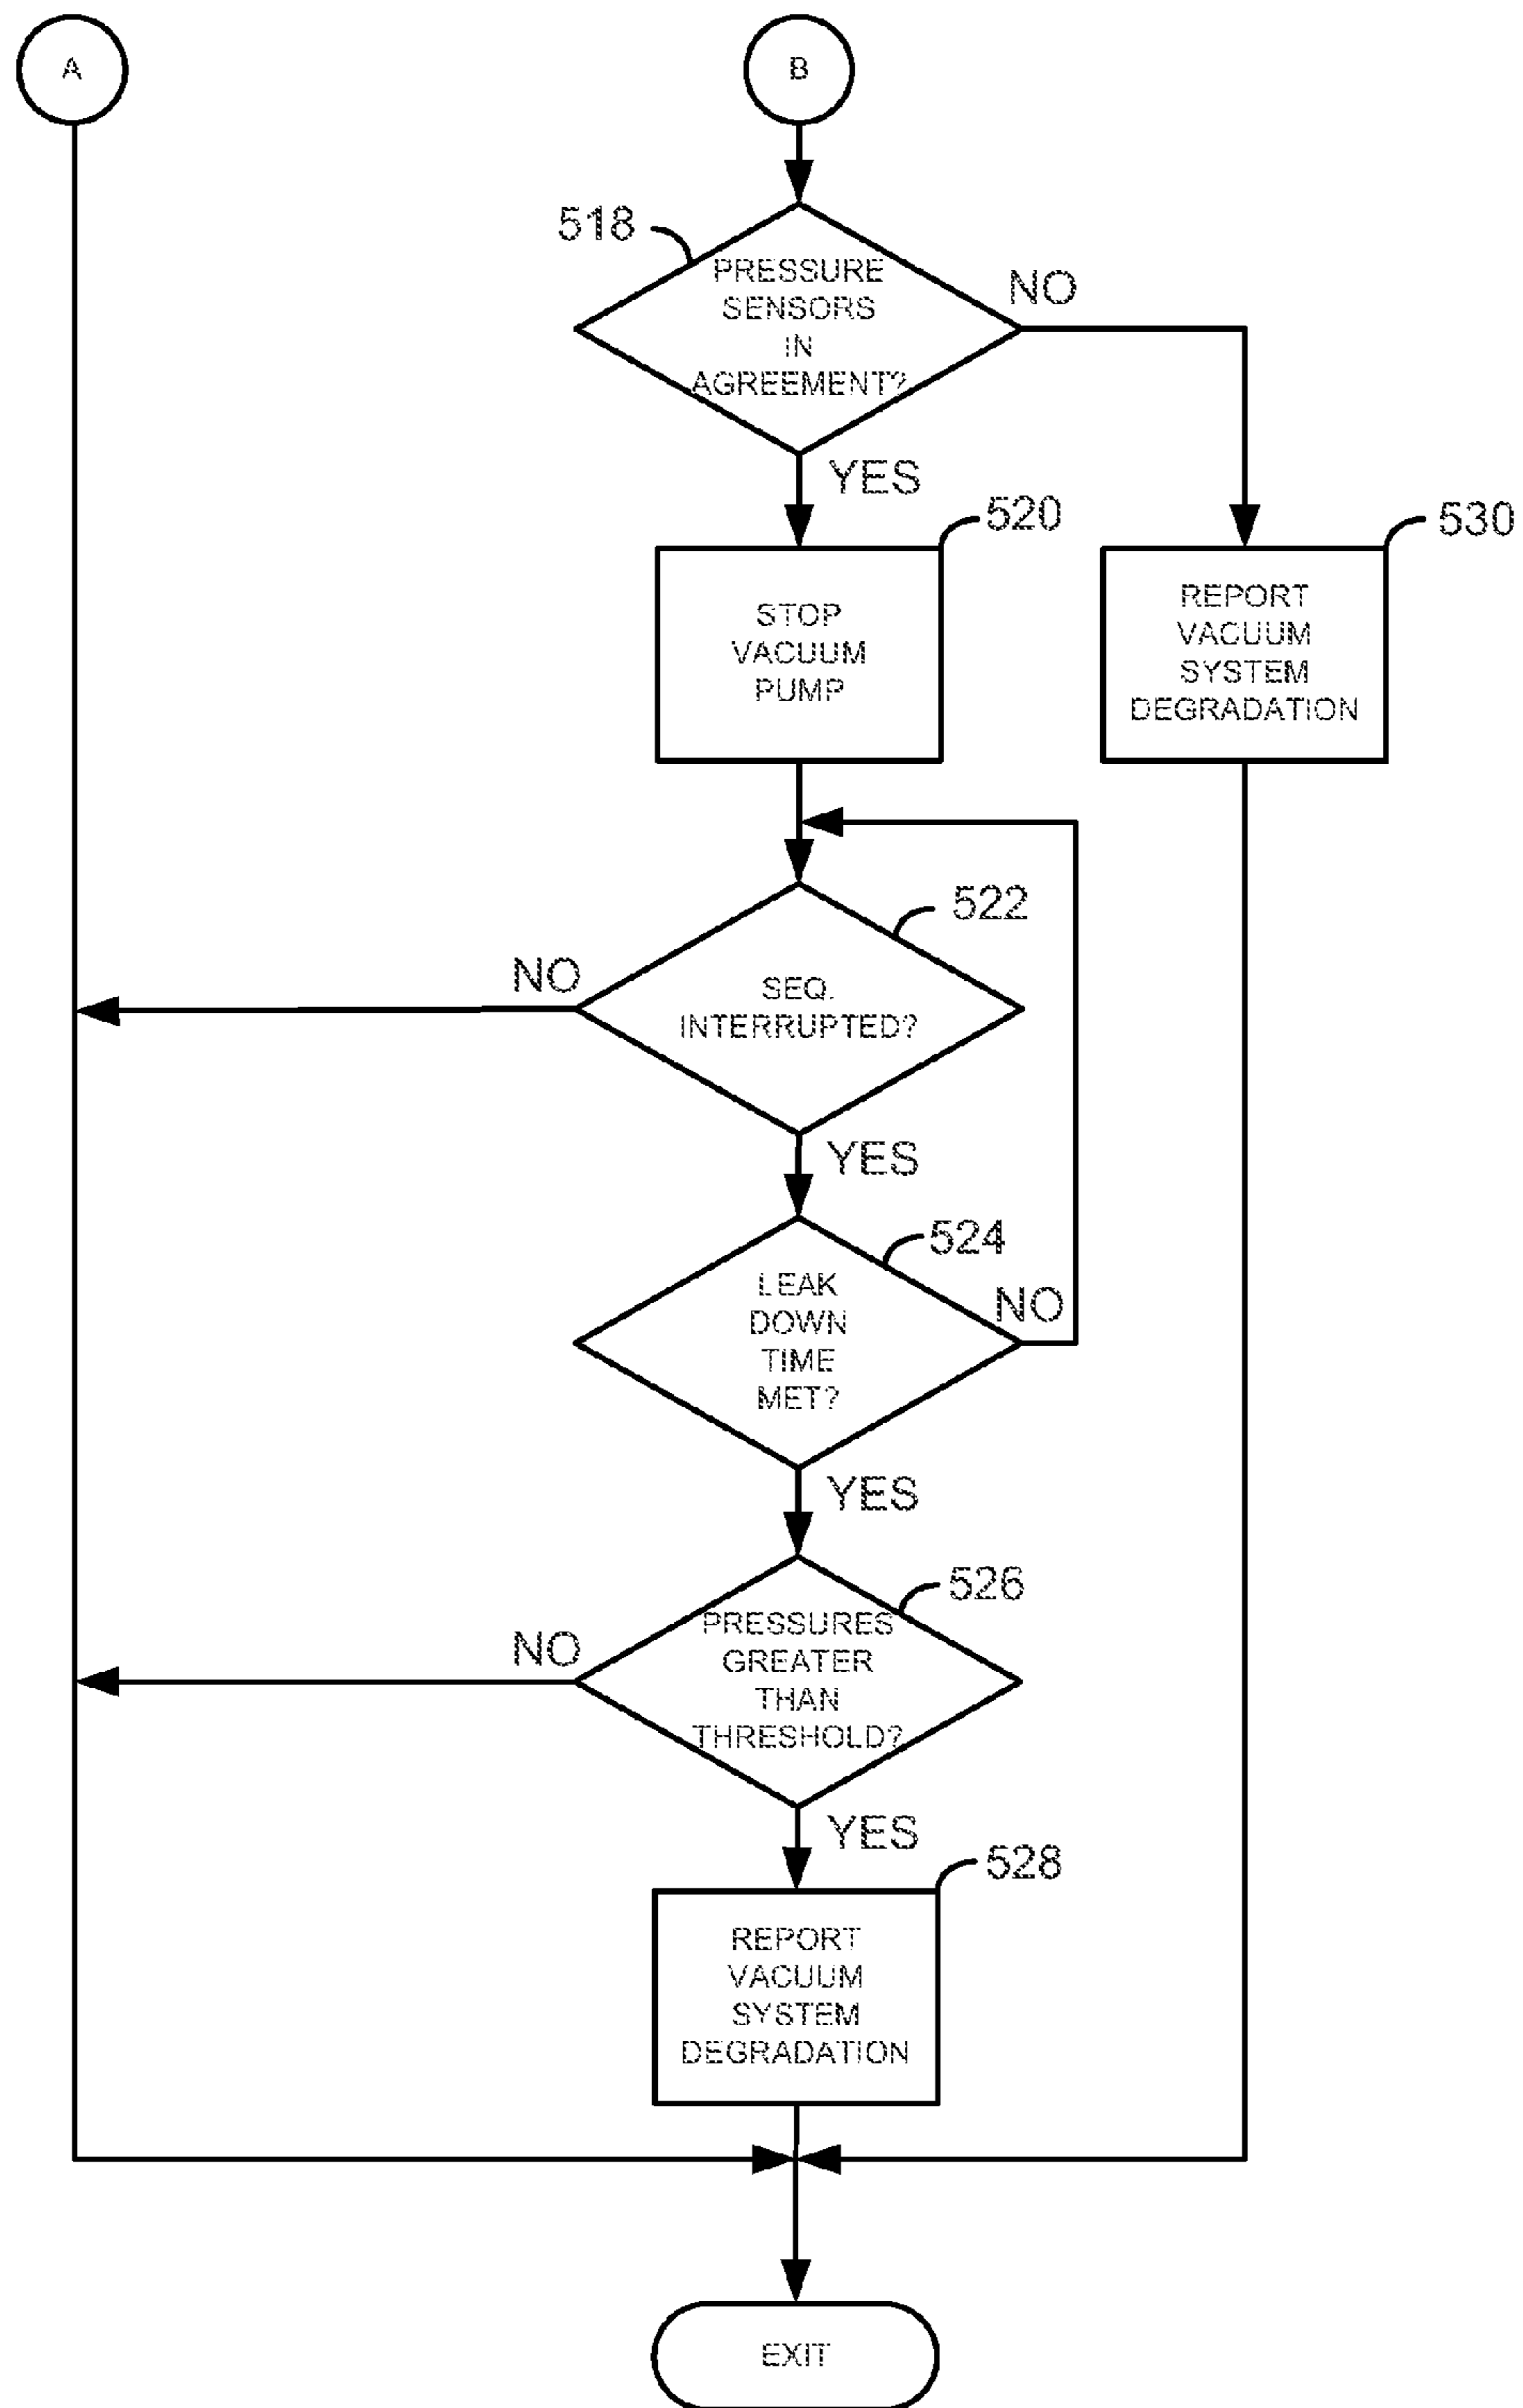 A
B
518
PRESSURE
SENSORS
IN
AGREEMENT?
NO
YES
520
530
STOP
VACUUM
PUMP
REPORT
VACUUM
SYSTEM
DEGRADATION
522
NO
SEQ.
INTERRUPTED?
YES
524
LEAK
DOWN
TIME
MET?
NO
YES
526
NO
PRESSURES
GREATER
THAN
THRESHOLD?
YES
528
REPORT
VACUUM
SYSTEM
DEGRADATION
EXIT